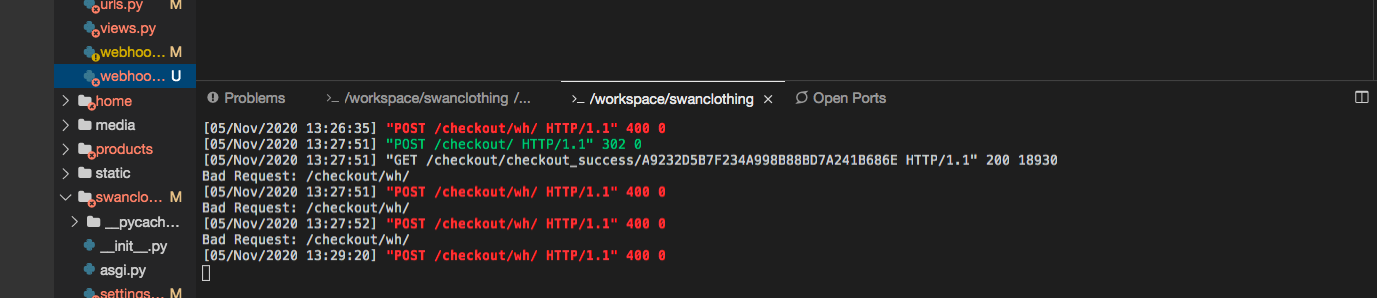 urls.py M
views.py
webhoo... M
webhoo... U
home
media
products
static
swanclo... M
__pycach...
__init__.py
asgi.py
settings... M
Problems >_ /workspace/swanclothing /... >_ /workspace/swanclothing × Open Ports
[05/Nov/2020 13:26:35] "POST /checkout/wh/ HTTP/1.1" 400 0
[05/Nov/2020 13:27:51] "POST /checkout/ HTTP/1.1" 302 0
[05/Nov/2020 13:27:51] "GET /checkout/checkout_success/A9232D5B7F234A998B88BD7A241B686E HTTP/1.1" 200 18930
Bad Request: /checkout/wh/
[05/Nov/2020 13:27:51] "POST /checkout/wh/ HTTP/1.1" 400 0
Bad Request: /checkout/wh/
[05/Nov/2020 13:27:52] "POST /checkout/wh/ HTTP/1.1" 400 0
Bad Request: /checkout/wh/
[05/Nov/2020 13:29:20] "POST /checkout/wh/ HTTP/1.1" 400 0